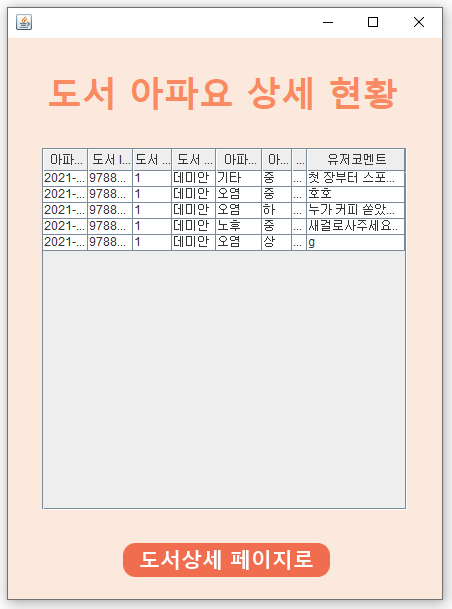 도서 아파요 상세 현황
아파... 도서 I... 도서 ... 도서 ... 아파... 아... ... 유저코멘트
2021-... 9788... 1 데미안 기타 중 ... 첫 장부터 스포...
2021-... 9788... 1 데미안 오염 중 ... 호호
2021-... 9788... 1 데미안 오염 하 ... 누가 커피 쏟았...
2021-... 9788... 1 데미안 노후 중 ... 새걸로사주세요...
2021-... 9788... 1 데미안 오염 상 ... g
도서상세 페이지로